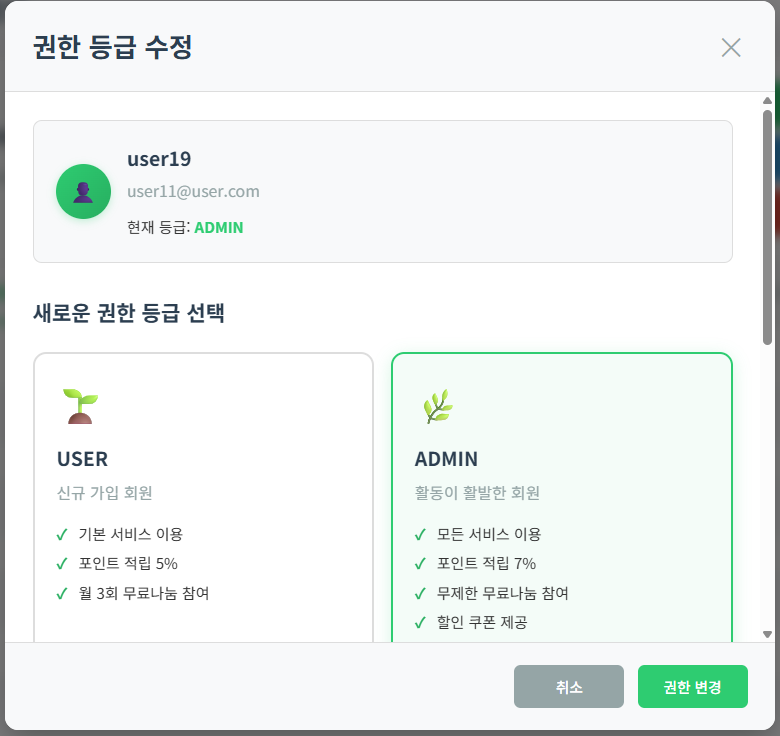 권한 등급 수정
user19
user11@user.com
현재 등급: ADMIN
새로운 권한 등급 선택
USER
신규 가입 회원
✓ 기본 서비스 이용
✓ 포인트 적립 5%
✓ 월 3회 무료나눔 참여
ADMIN
활동이 활발한 회원
✓ 모든 서비스 이용
✓ 포인트 적립 7%
✓ 무제한 무료나눔 참여
✓ 할인 쿠폰 제공
취소
권한 변경